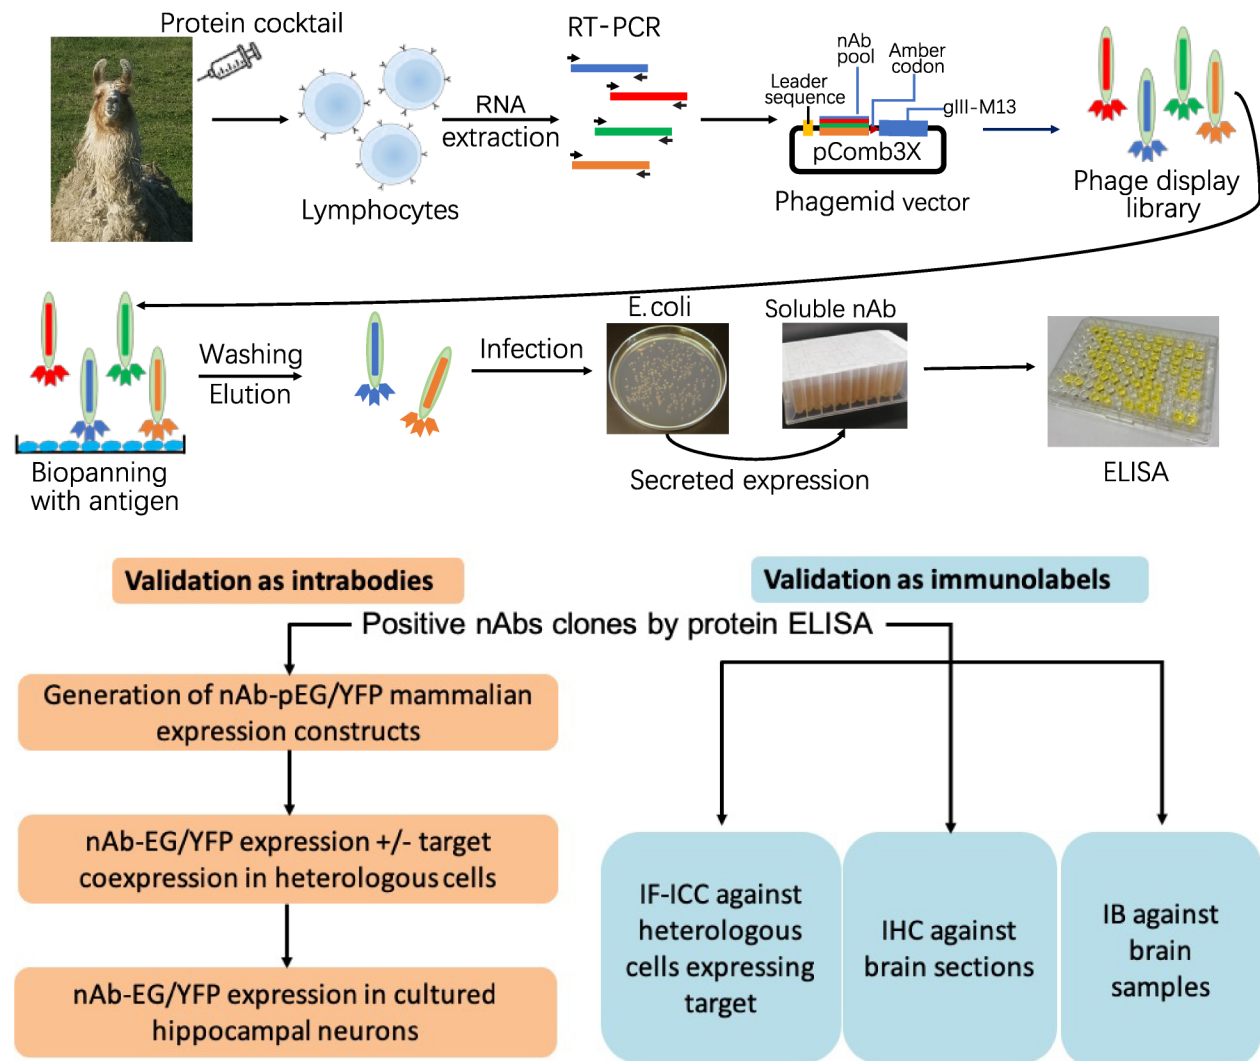 Protein cocktail
RT-PCR
RNA
extraction
Lymphocytes
nAb
pool
Amber
codon
Leader
sequence
gIII-M13
pComb3X
Phagemid vector
Phage display
library
Biopanning
with antigen
Washing
Elution
Infection
E. coli
Soluble nAb
Secreted expression
ELISA
Validation as intrabodies
Validation as immunolabels
Positive nAbs clones by protein ELISA
Generation of nAb-pEG/YFP mammalian
expression constructs
nAb-EG/YFP expression +/- target
coexpression in heterologous cells
nAb-EG/YFP expression in cultured
hippocampal neurons
IF-ICC against
heterologous
cells expressing
target
IHC against
brain sections
IB against
brain
samples